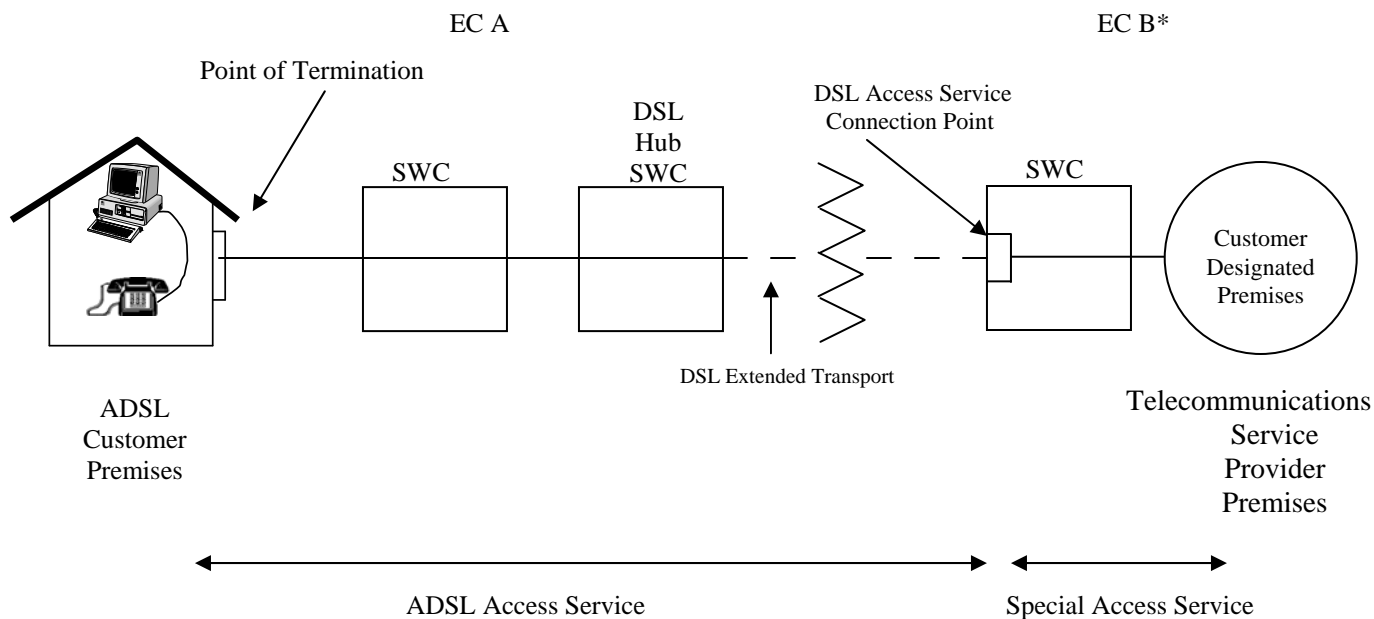 EC A
EC B*
Point of Termination
DSL Access Service
Connection Point
DSL
Hub
SWC
SWC
SWC
Customer
Designated
Premises
DSL Extended Transport
ADSL
Customer
Premises
Telecommunications
Service
Provider
Premises
ADSL Access Service
Special Access Service